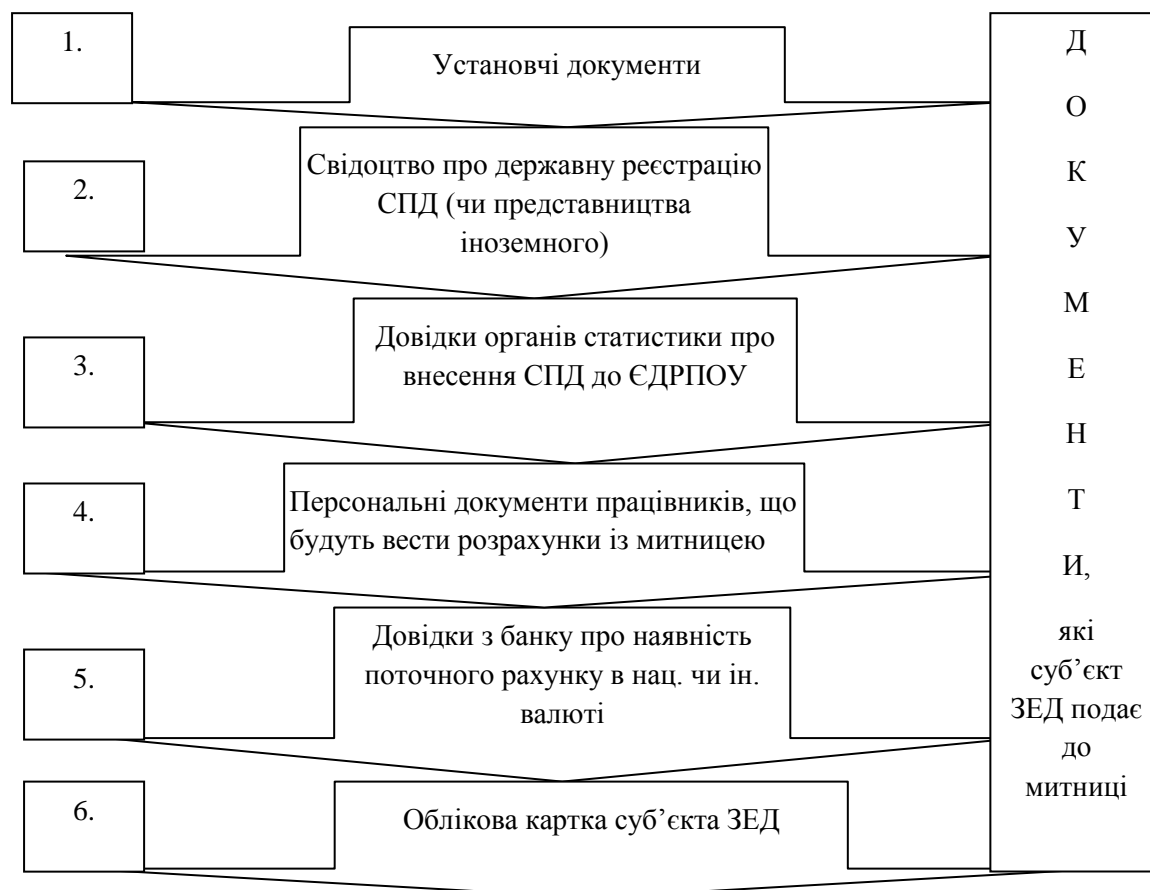 1.
Установчі документи
2.
Свідоцтво про державну реєстрацію
СПД (чи представництва
іноземного)
3.
Довідки органів статистики про
внесення СПД до ЄДРПОУ
4.
Персональні документи працівників, що
будуть вести розрахунки із митницею
5.
Довідки з банку про наявність
поточного рахунку в нац. чи ін.
валюті
6.
Облікова картка суб’єкта ЗЕД
Д
О
К
У
М
Е
Н
Т
И,
які
суб’єкт
ЗЕД подає
до
митниці